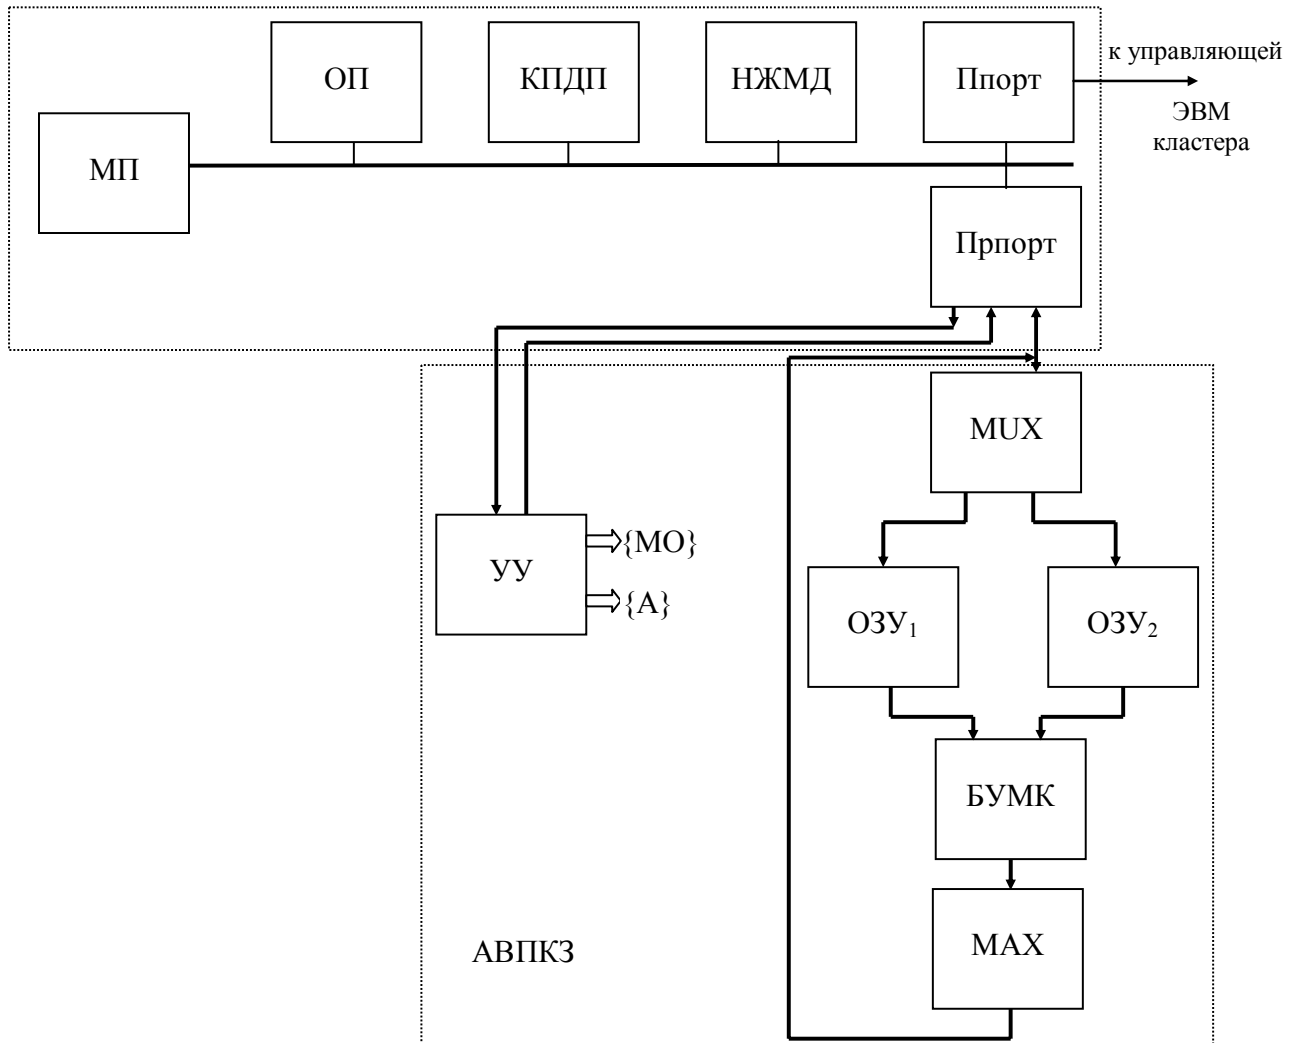 ОП
КПДП
НЖМД
Ппорт
к управляющей
ЭВМ
кластера
МП
Прпорт
MUX
УУ
{МО}
{А}
ОЗУ₁
ОЗУ₂
БУМК
МАХ
АВПКЗ